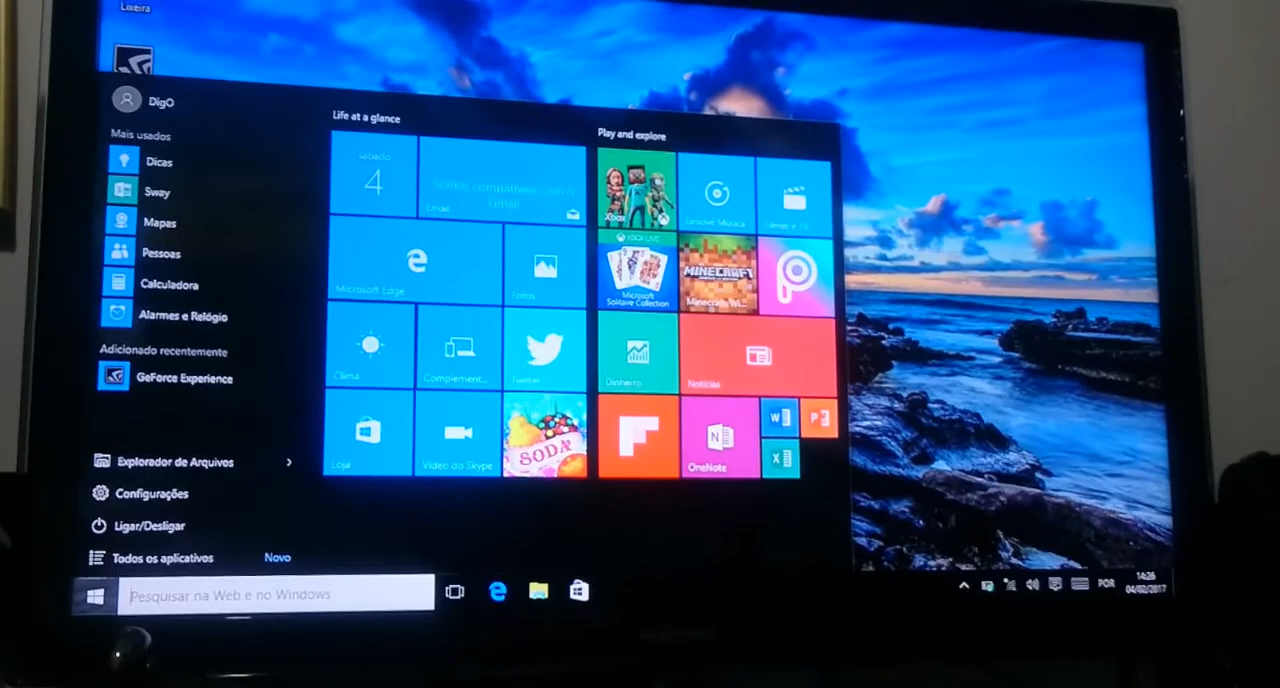 Lixeira
DigO
Mais usados
Dicas
Sway
Mapas
Pessoas
Calculadora
Alarmes e Relógio
Adicionado recentemente
GeForce Experience
Explorador de Arquivos
Configurações
Ligar/Desligar
Todos os aplicativos
Novo
Life at a glance
sábado
4
Email
Microsoft Edge
Fotos
Clima
Complement...
Twitter
Loja
Vídeo do Skype
SODA
Play and explore
Xbox
Groove Música
Filmes e TV
XBOX LIVE
Microsoft
Solitaire Collection
MINECRAFT
Minecraft Wi...
Dinheiro
Notícias
OneNote
Pesquisar na Web e no Windows
POR
14:26
04/02/2017